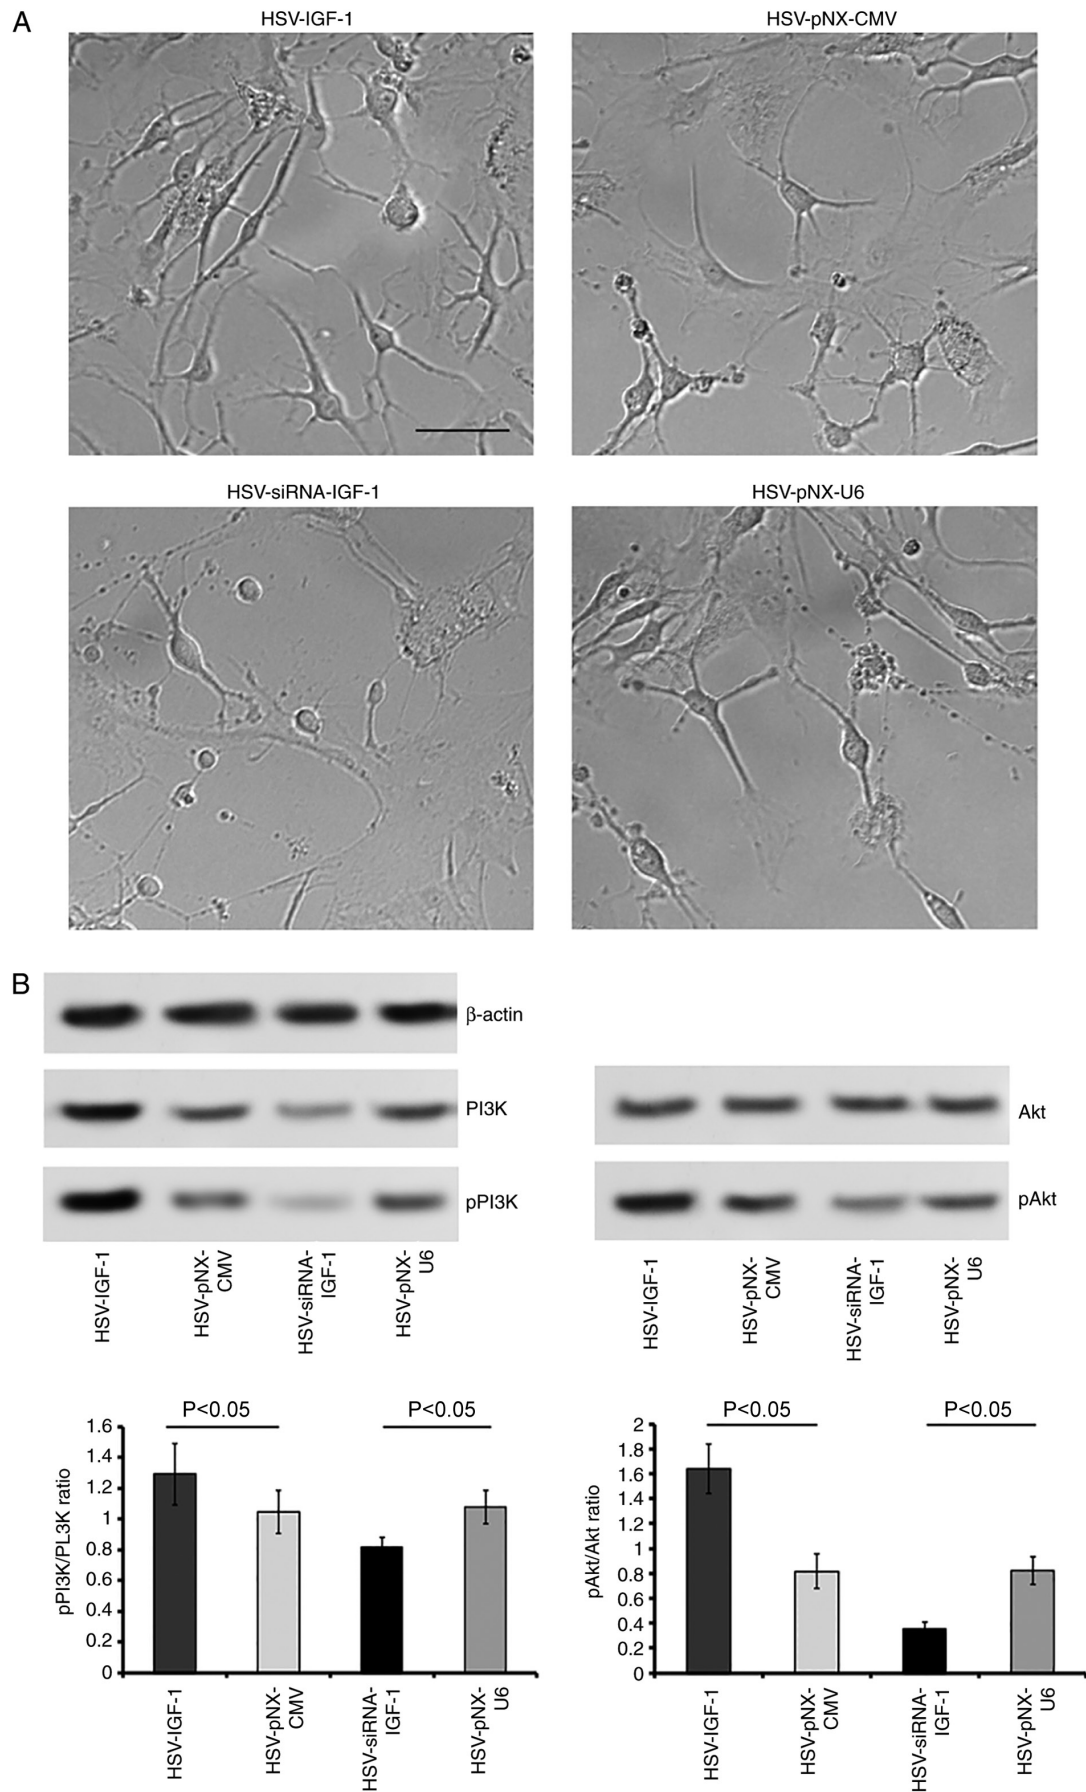 A
HSV-IGF-1
HSV-pNX-CMV
HSV-siRNA-IGF-1
HSV-pNX-U6
B
β-actin
PI3K
pPI3K
HSV-IGF-1
HSV-pNX-
CMV
HSV-siRNA-
IGF-1
HSV-pNX-
U6
Akt
pAkt
HSV-IGF-1
HSV-pNX-
CMV
HSV-siRNA-
IGF-1
HSV-pNX-
U6
P<0.05
P<0.05
pPI3K/PL3K ratio
1.6
1.4
1.2
1
0.8
0.6
0.4
0.2
0
HSV-IGF-1
HSV-pNX-
CMV
HSV-siRNA-
IGF-1
HSV-pNX-
U6
P<0.05
P<0.05
pAkt/Akt ratio
2
1.8
1.6
1.4
1.2
1
0.8
0.6
0.4
0.2
0
HSV-IGF-1
HSV-pNX-
CMV
HSV-siRNA-
IGF-1
HSV-pNX-
U6